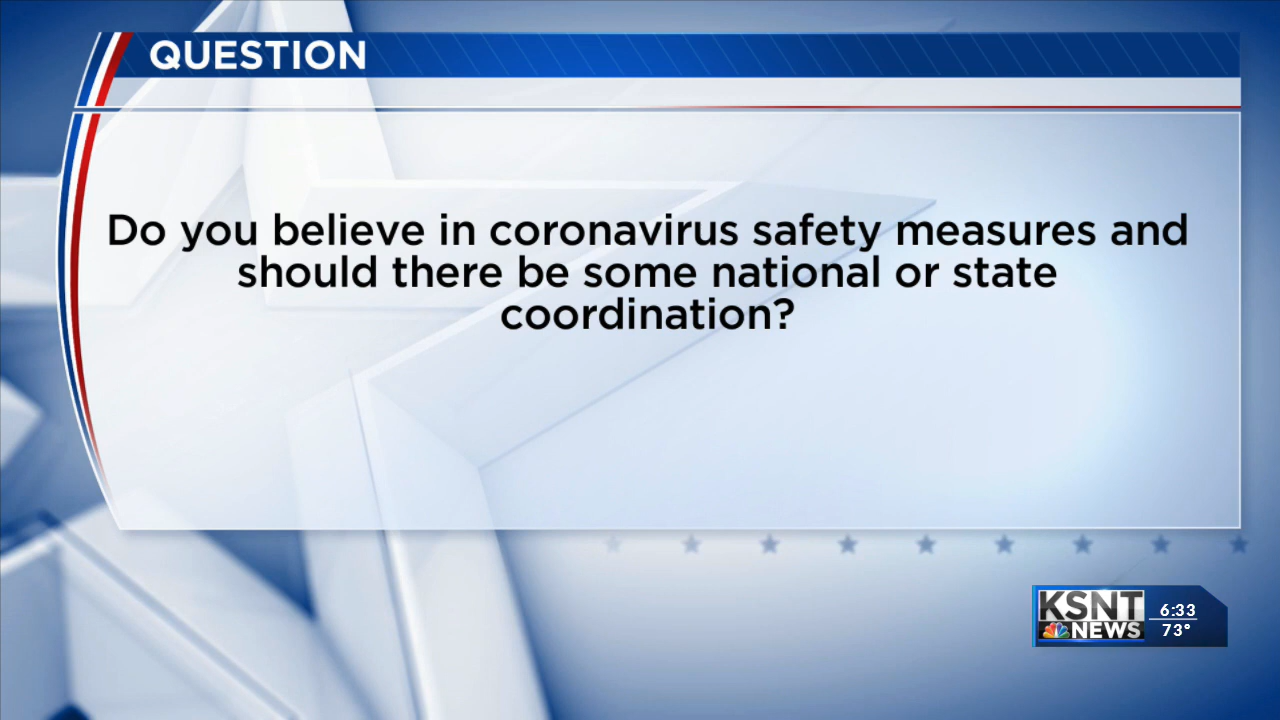 QUESTION
Do you believe in coronavirus safety measures and
should there be some national or state
coordination?
KSNT
NEWS
6:33
73°